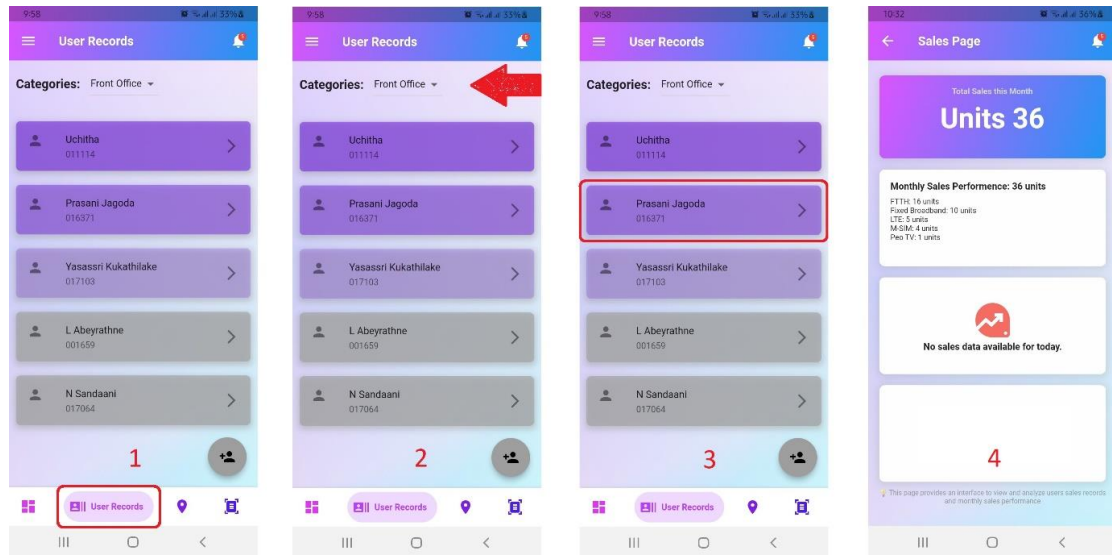 9:58
33%
User Records
Categories: Front Office
Uchitha
011114
Prasani Jagoda
016371
Yasassri Kukathilake
017103
L Abeyrathne
001659
N Sandaani
017064
1
User Records
9:58
33%
User Records
Categories: Front Office
Uchitha
011114
Prasani Jagoda
016371
Yasassri Kukathilake
017103
L Abeyrathne
001659
N Sandaani
017064
2
User Records
9:58
33%
User Records
Categories: Front Office
Uchitha
011114
Prasani Jagoda
016371
Yasassri Kukathilake
017103
L Abeyrathne
001659
N Sandaani
017064
3
User Records
10:32
36%
Sales Page
Total Sales this Month
Units 36
Monthly Sales Performence: 36 units
FTTH: 16 units
Fixed Broadband: 10 units
LTE: 5 units
M-SIM: 4 units
Peo TV: 1 units
No sales data available for today.
4
This page provides an interface to view and analyze users sales records
and monthly sales performance